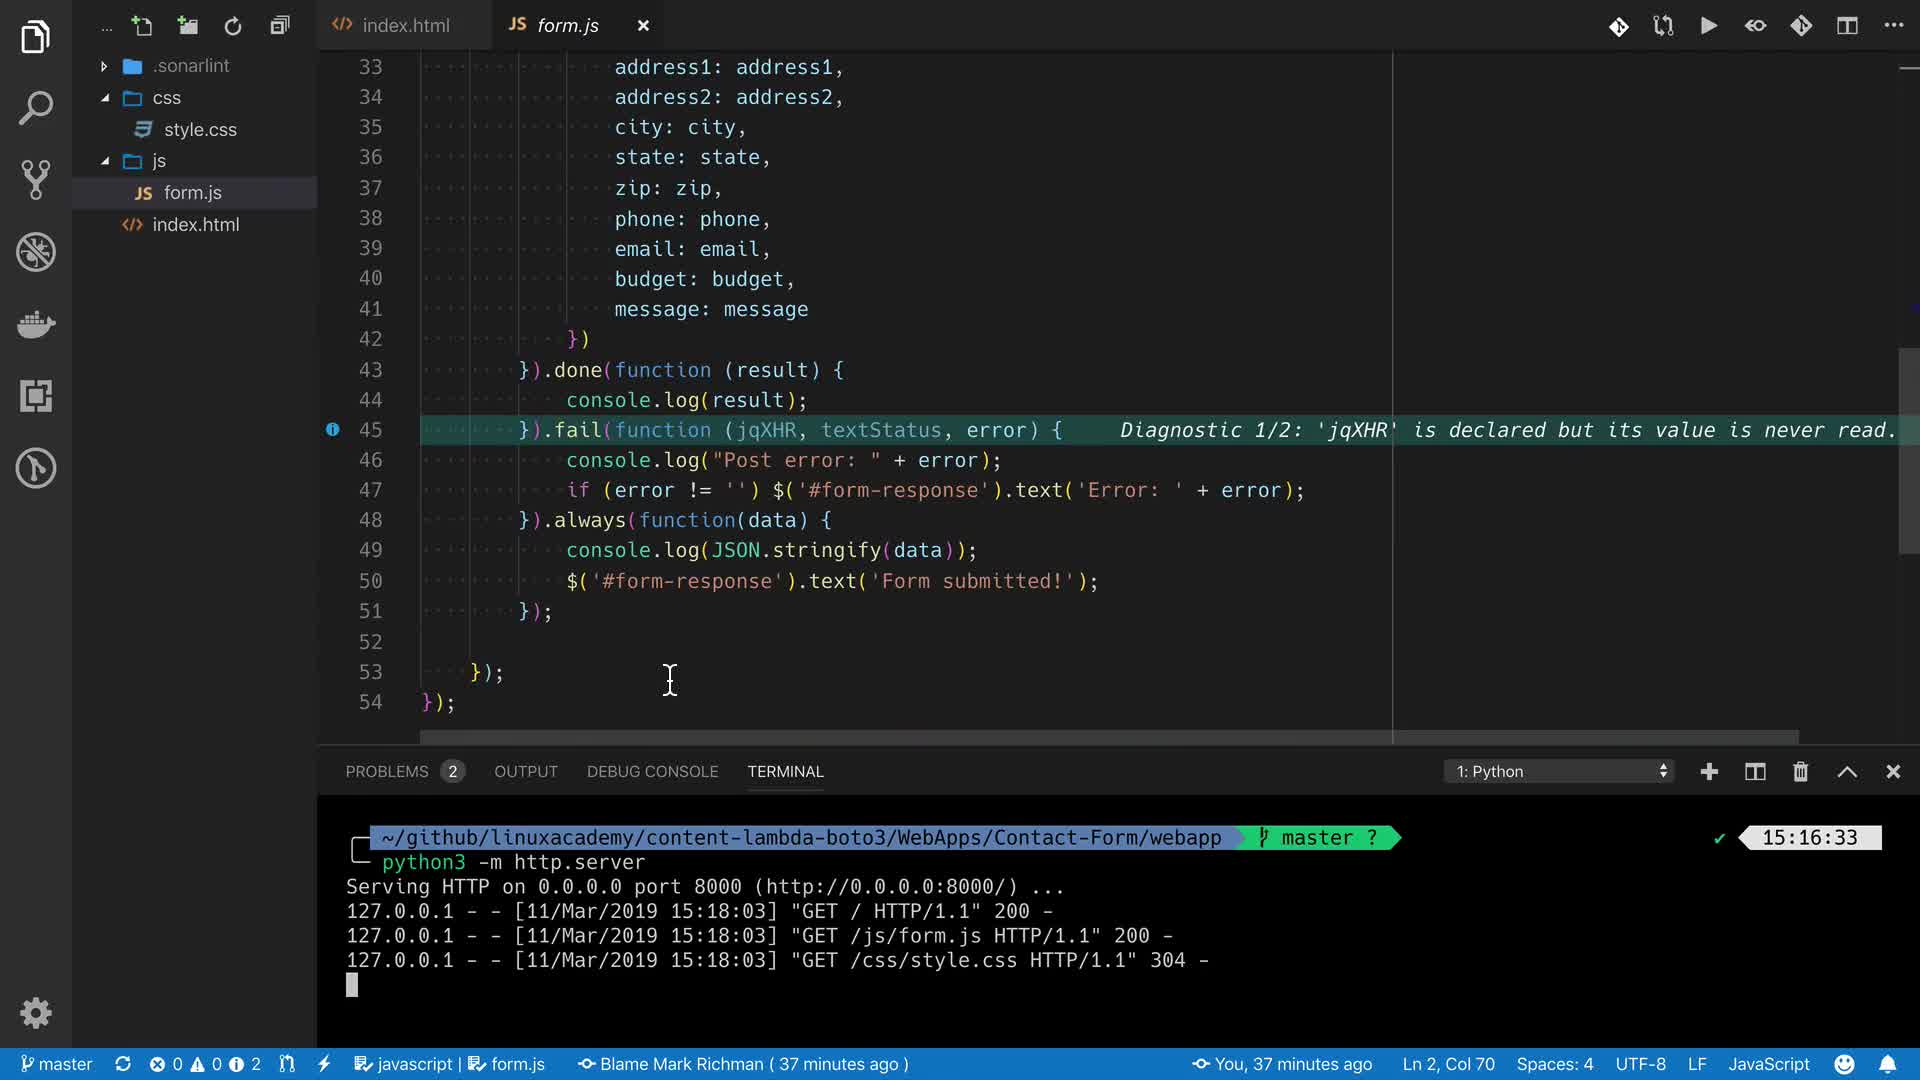 ...
index.html
JS form.js
.sonarlint
css
style.css
js
JS form.js
index.html
33 address1: address1,
34 address2: address2,
35 city: city,
36 state: state,
37 zip: zip,
38 phone: phone,
39 email: email,
40 budget: budget,
41 message: message
42 })
43 }).done(function (result) {
44 console.log(result);
45 }).fail(function (jqXHR, textStatus, error) { Diagnostic 1/2: 'jqXHR' is declared but its value is never read.
46 console.log("Post error: " + error);
47 if (error != '') $('#form-response').text('Error: ' + error);
48 }).always(function(data) {
49 console.log(JSON.stringify(data));
50 $('#form-response').text('Form submitted!');
51 });
52
53 });
54 });
PROBLEMS 2 OUTPUT DEBUG CONSOLE TERMINAL 1: Python
~/github/linuxacademy/content-lambda-boto3/WebApps/Contact-Form/webapp master ? ✔ 15:16:33
python3 -m http.server
Serving HTTP on 0.0.0.0 port 8000 (http://0.0.0.0:8000/) ...
127.0.0.1 - - [11/Mar/2019 15:18:03] "GET / HTTP/1.1" 200 -
127.0.0.1 - - [11/Mar/2019 15:18:03] "GET /js/form.js HTTP/1.1" 200 -
127.0.0.1 - - [11/Mar/2019 15:18:03] "GET /css/style.css HTTP/1.1" 304 -
master 0 0 2 javascript | form.js Blame Mark Richman ( 37 minutes ago ) You, 37 minutes ago Ln 2, Col 70 Spaces: 4 UTF-8 LF JavaScript